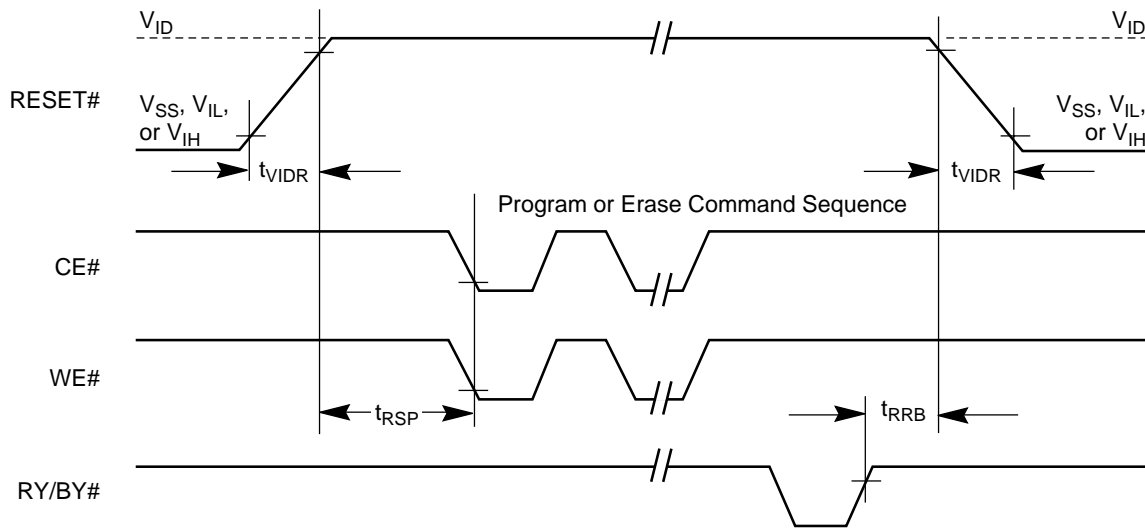 V_ID
V_ID
RESET#
V_SS, V_IL,
or V_IH
V_SS, V_IL,
or V_IH
t_VIDR
t_VIDR
Program or Erase Command Sequence
CE#
WE#
t_RSP
t_RRB
RY/BY#